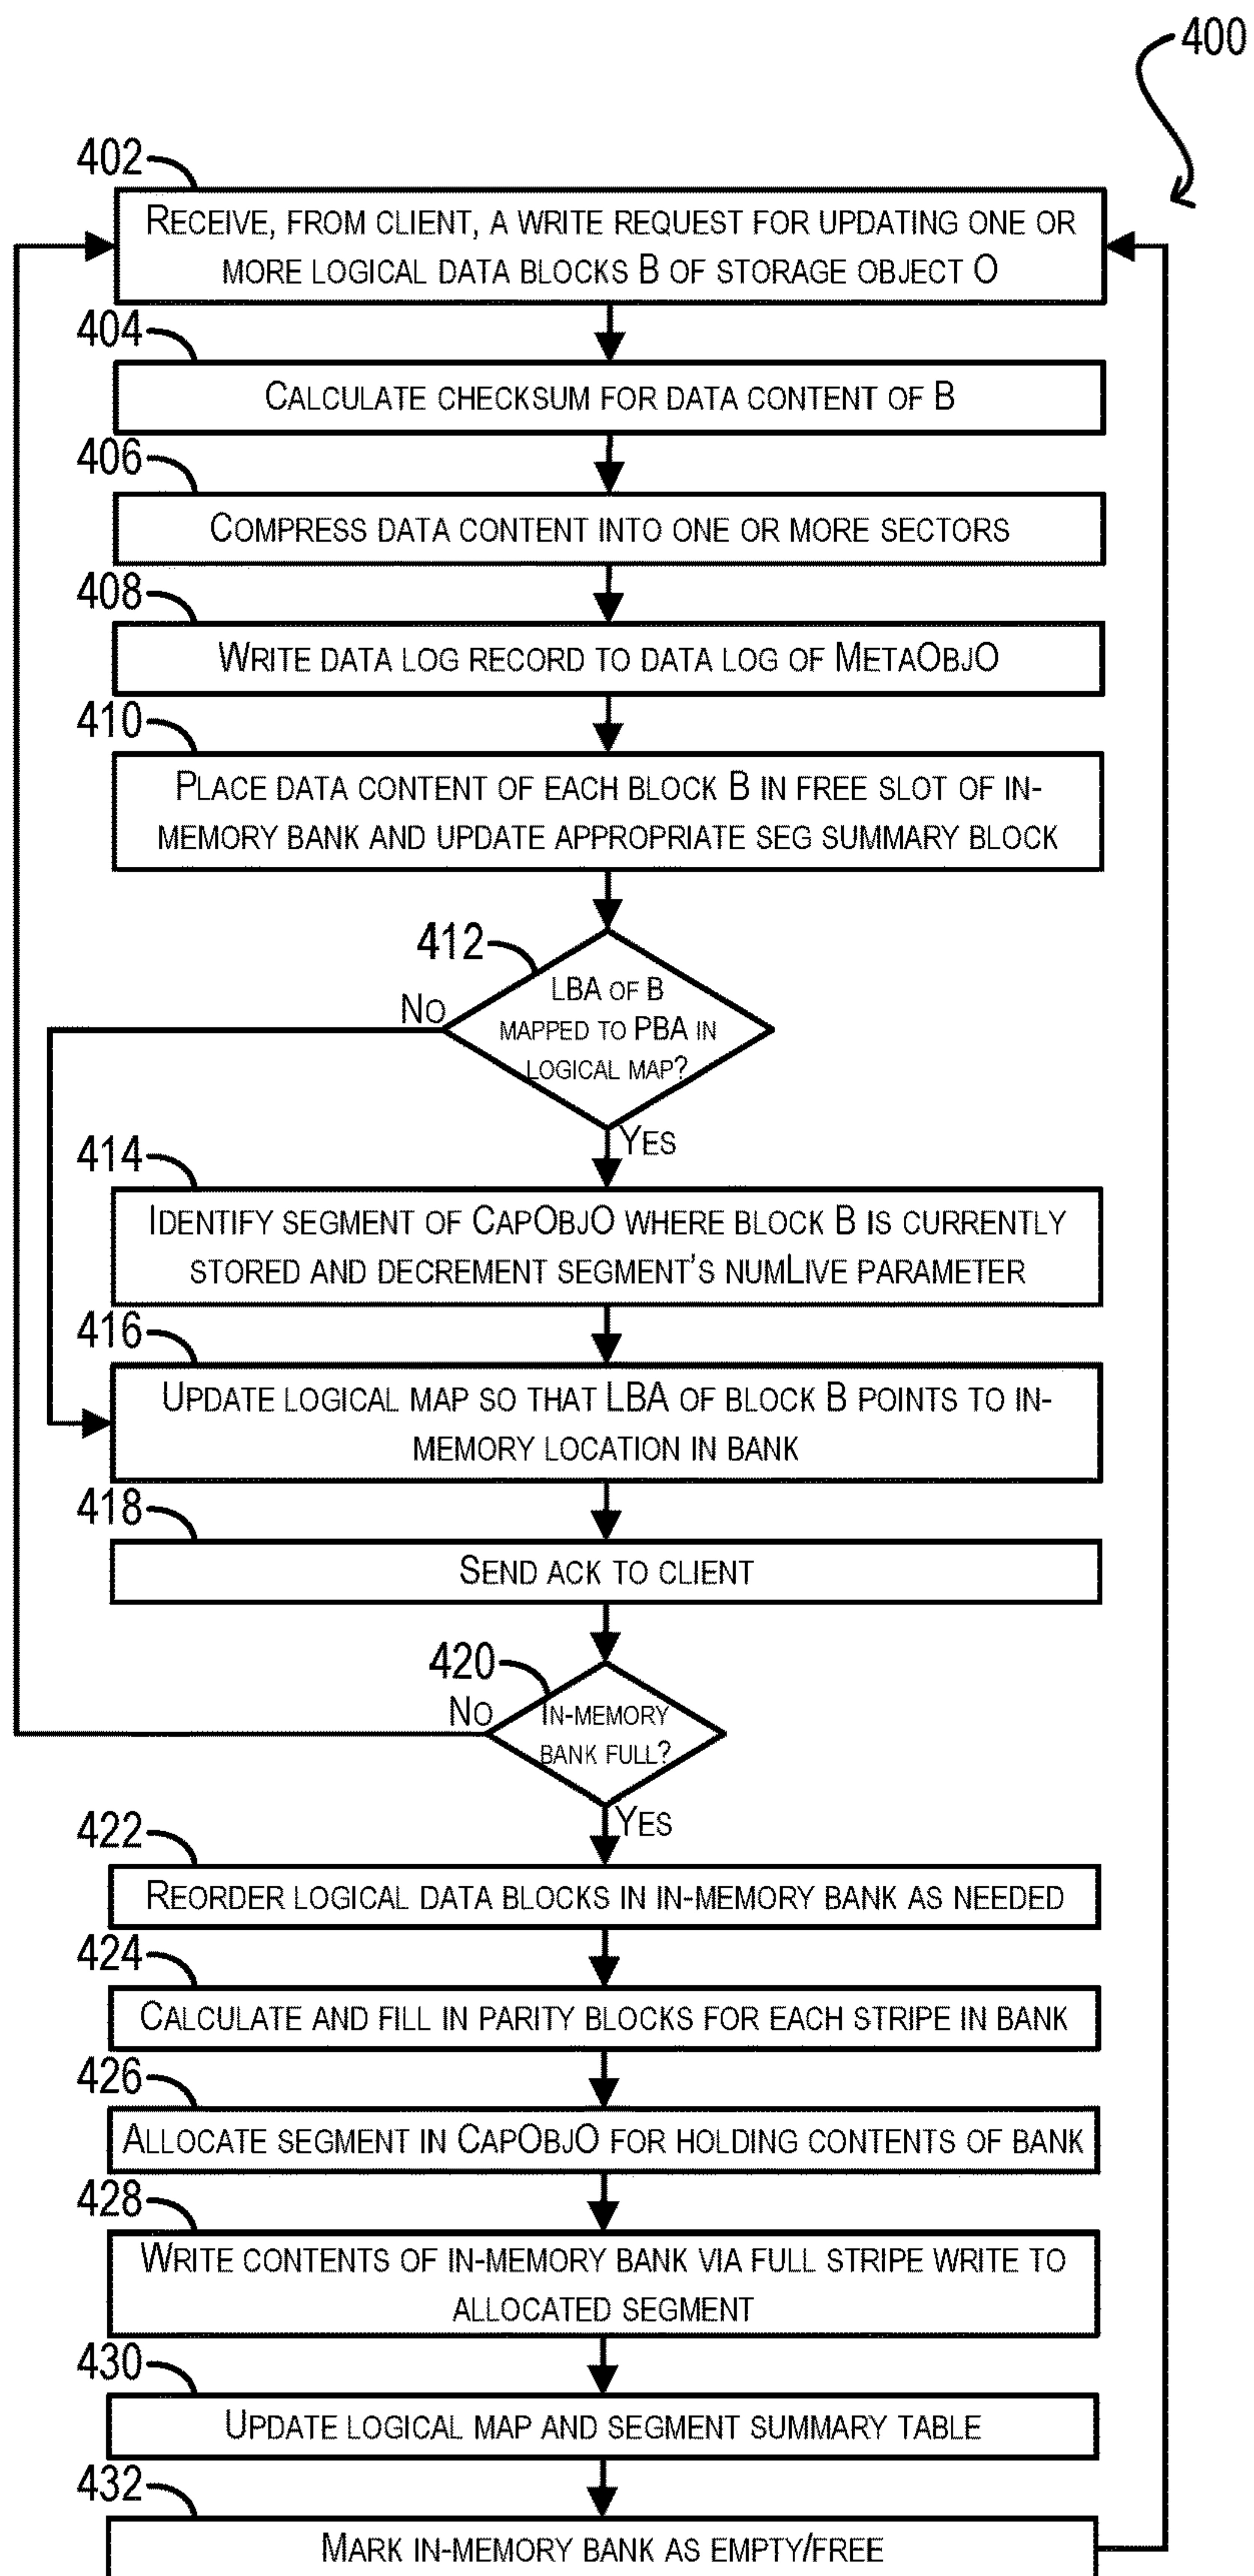 400
402
RECEIVE, FROM CLIENT, A WRITE REQUEST FOR UPDATING ONE OR
MORE LOGICAL DATA BLOCKS B OF STORAGE OBJECT O
404
CALCULATE CHECKSUM FOR DATA CONTENT OF B
406
COMPRESS DATA CONTENT INTO ONE OR MORE SECTORS
408
WRITE DATA LOG RECORD TO DATA LOG OF METAOBJO
410
PLACE DATA CONTENT OF EACH BLOCK B IN FREE SLOT OF IN-
MEMORY BANK AND UPDATE APPROPRIATE SEG SUMMARY BLOCK
412
NO
LBA OF B
MAPPED TO PBA IN
LOGICAL MAP?
YES
414
IDENTIFY SEGMENT OF CAPOBJO WHERE BLOCK B IS CURRENTLY
STORED AND DECREMENT SEGMENT'S NUMLIVE PARAMETER
416
UPDATE LOGICAL MAP SO THAT LBA OF BLOCK B POINTS TO IN-
MEMORY LOCATION IN BANK
418
SEND ACK TO CLIENT
420
NO
IN-MEMORY
BANK FULL?
YES
422
REORDER LOGICAL DATA BLOCKS IN IN-MEMORY BANK AS NEEDED
424
CALCULATE AND FILL IN PARITY BLOCKS FOR EACH STRIPE IN BANK
426
ALLOCATE SEGMENT IN CAPOBJO FOR HOLDING CONTENTS OF BANK
428
WRITE CONTENTS OF IN-MEMORY BANK VIA FULL STRIPE WRITE TO
ALLOCATED SEGMENT
430
UPDATE LOGICAL MAP AND SEGMENT SUMMARY TABLE
432
MARK IN-MEMORY BANK AS EMPTY/FREE